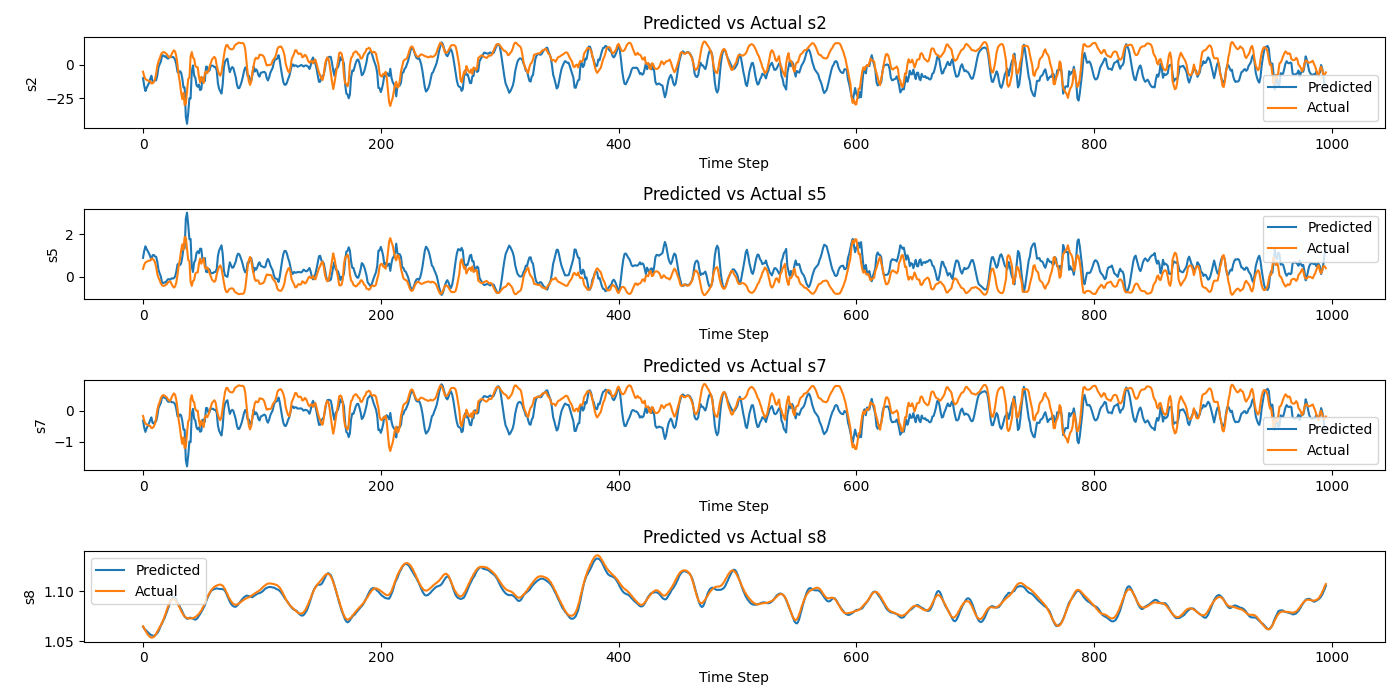 Predicted vs Actual s2
s2
0
−25
Predicted
Actual
0 200 400 600 800 1000
Time Step
Predicted vs Actual s5
s5
2
0
Predicted
Actual
0 200 400 600 800 1000
Time Step
Predicted vs Actual s7
s7
0
−1
Predicted
Actual
0 200 400 600 800 1000
Time Step
Predicted vs Actual s8
s8
1.10
1.05
Predicted
Actual
0 200 400 600 800 1000
Time Step